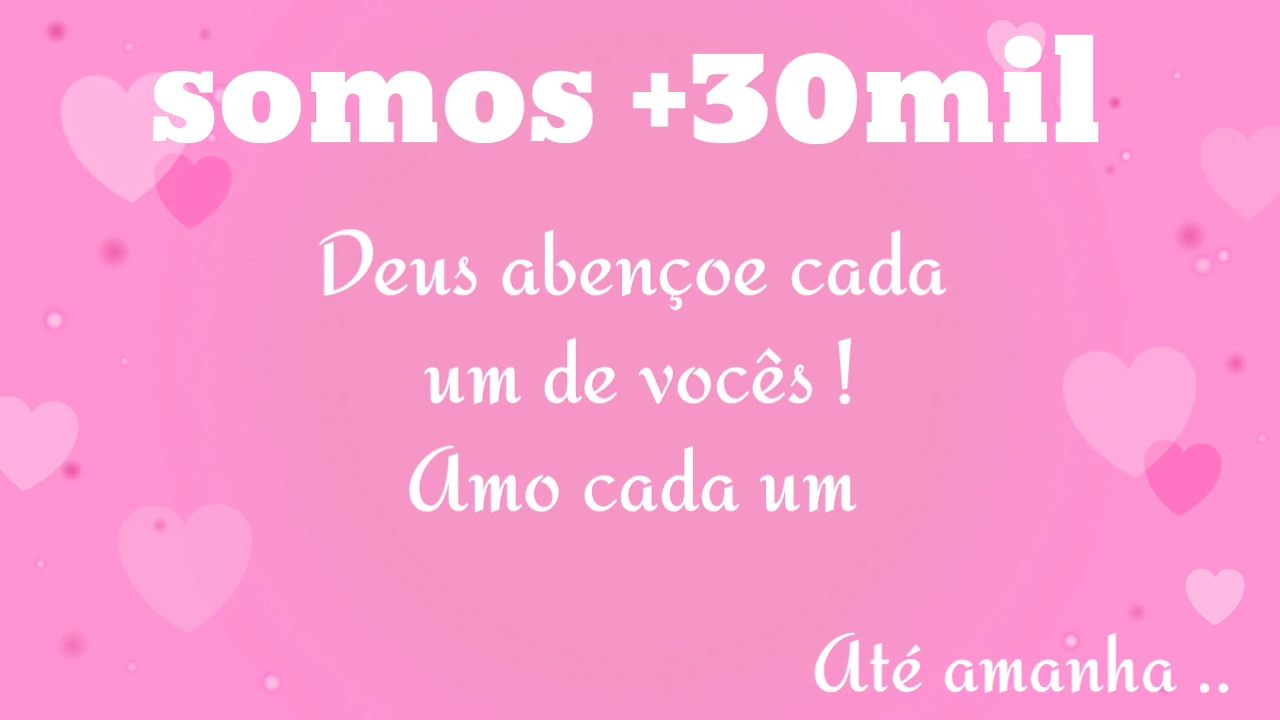 somos +30mil
Deus abençoe cada
um de vocês !
Amo cada um
Até amanha ..